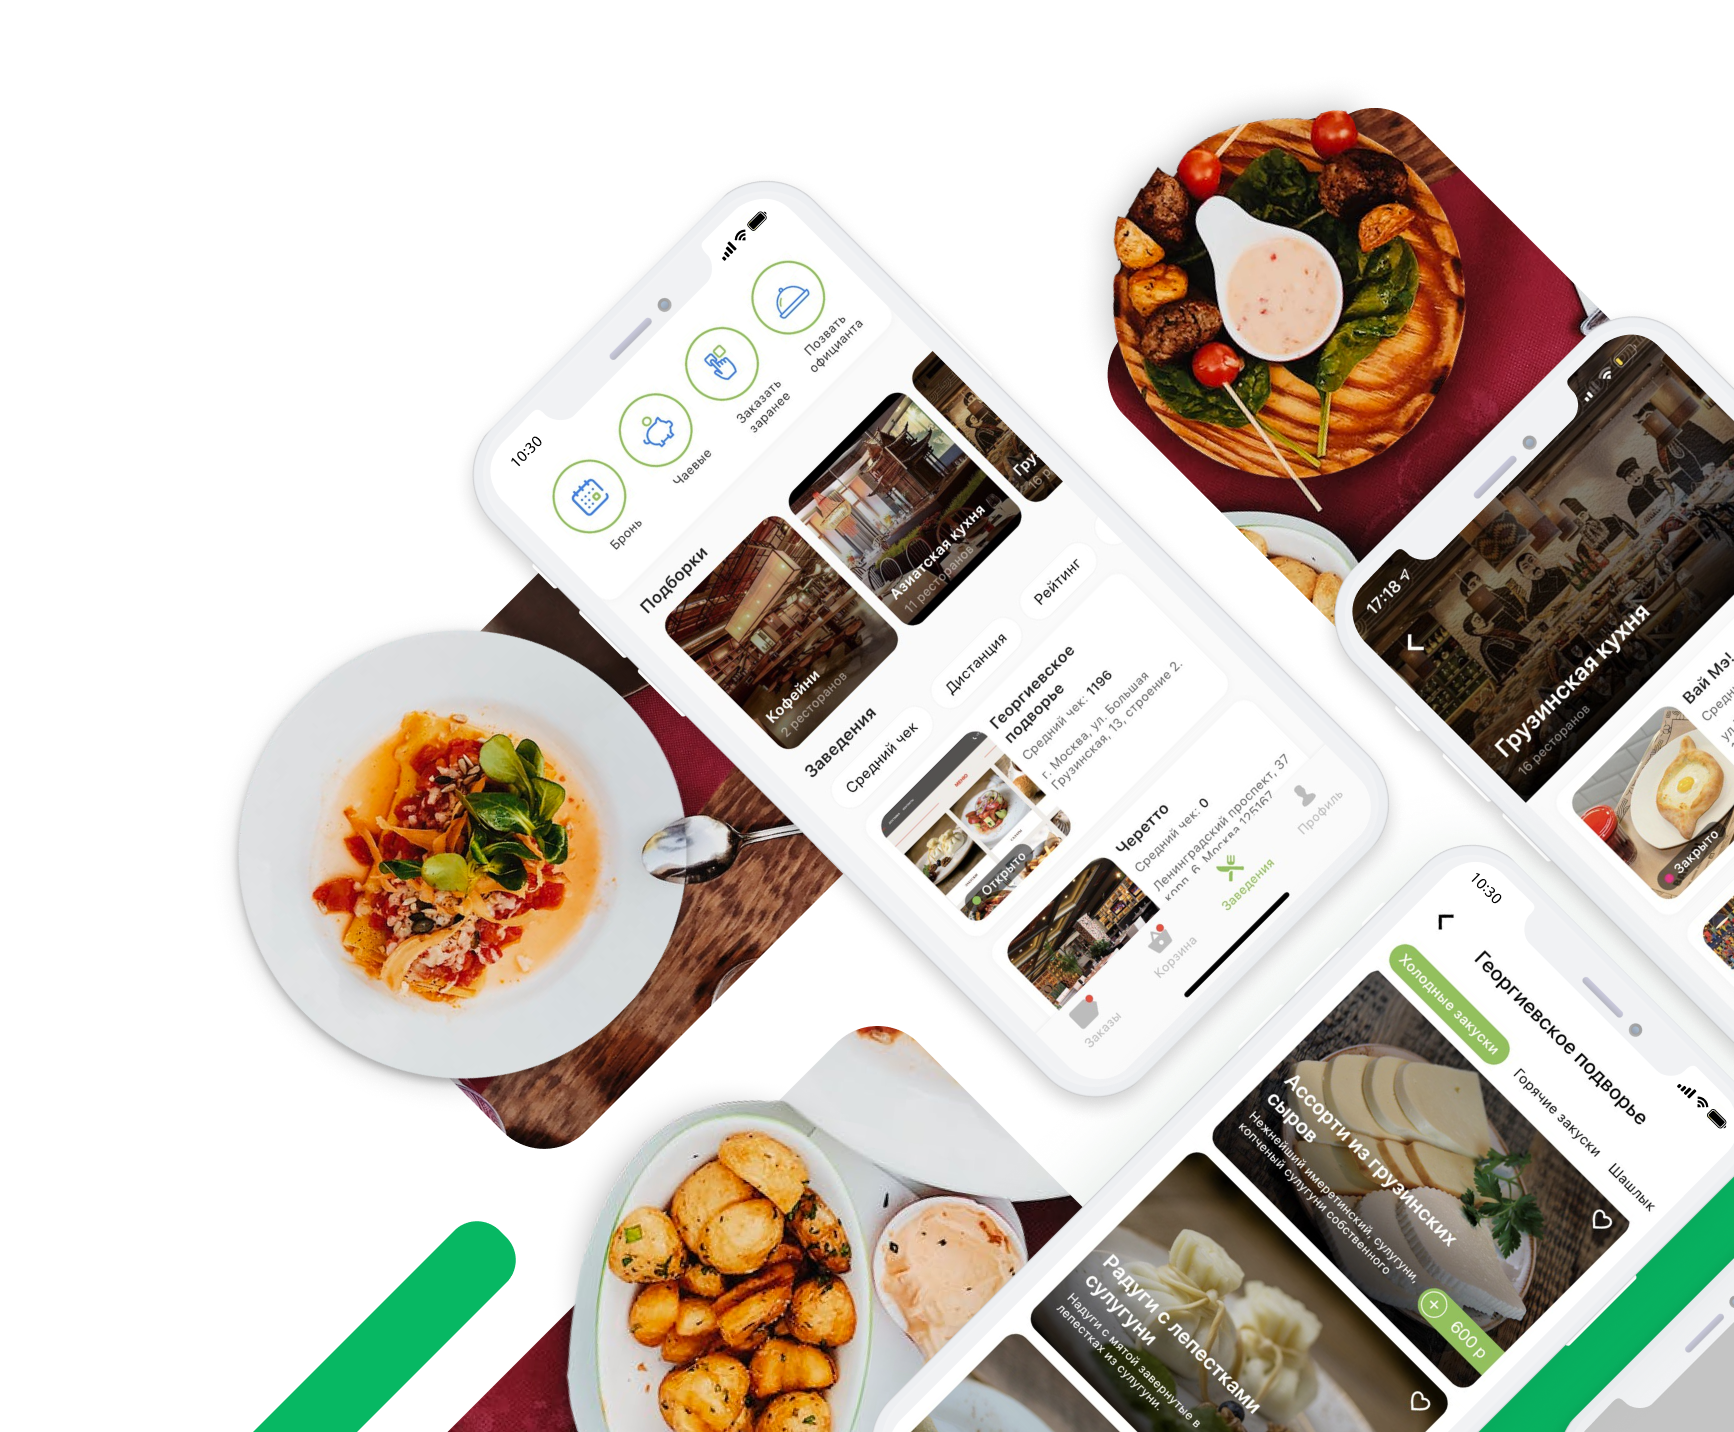 10:30
Бронь
Чаевые
Заказать
заранее
Позвать
официанта
Подборки
Кофейни
2 ресторанов
Азиатская кухня
11 ресторанов
Гру
16 р
Заведения
Средний чек
Дистанция
Рейтинг
Георгиевское
подворье
Средний чек: 1196
г. Москва, ул. Большая
Грузинская, 13, строение 2.
МЕНЮ
Открыто
Черетто
Средний чек: 0
Ленинградский проспект, 37
корп. 6, Москва 125167
Заказы
Корзина
Заведения
Профиль
17:18
Грузинская кухня
16 ресторанов
Вай Мэ!
Средн
ул
Закрыто
10:30
Георгиевское подворье
Холодные закуски
Горячие закуски
Шашлык
Ассорти из грузинских
сыров
Нежнейший имеретинский, сулугуни,
копченый сулугуни собственного
600 р
Радуги с лепестками
сулугуни
Надуги с мятой завернутые в
лепестках из сулугуни.